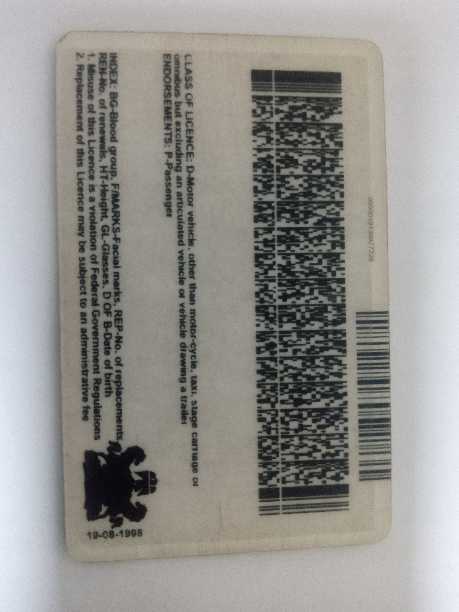 CLASS OF LICENCE: D-Motor vehicle, other than motor-cycle, taxi, stage carriage or
omnibus but excluding an articulated vehicle or vehicle drawing a trailer
ENDORSEMENTS: P-Passenger
INDEX: BG-Blood group, F/MARKS-Facial marks, REP-No. of replacements
REN-No. of renewals, HT-Height, GL-Glasses, D OF B-Date of birth
1. Misuse of this Licence is a violation of Federal Government Regulations
2. Replacement of this Licence may be subject to an administrative fee
19-08-1998